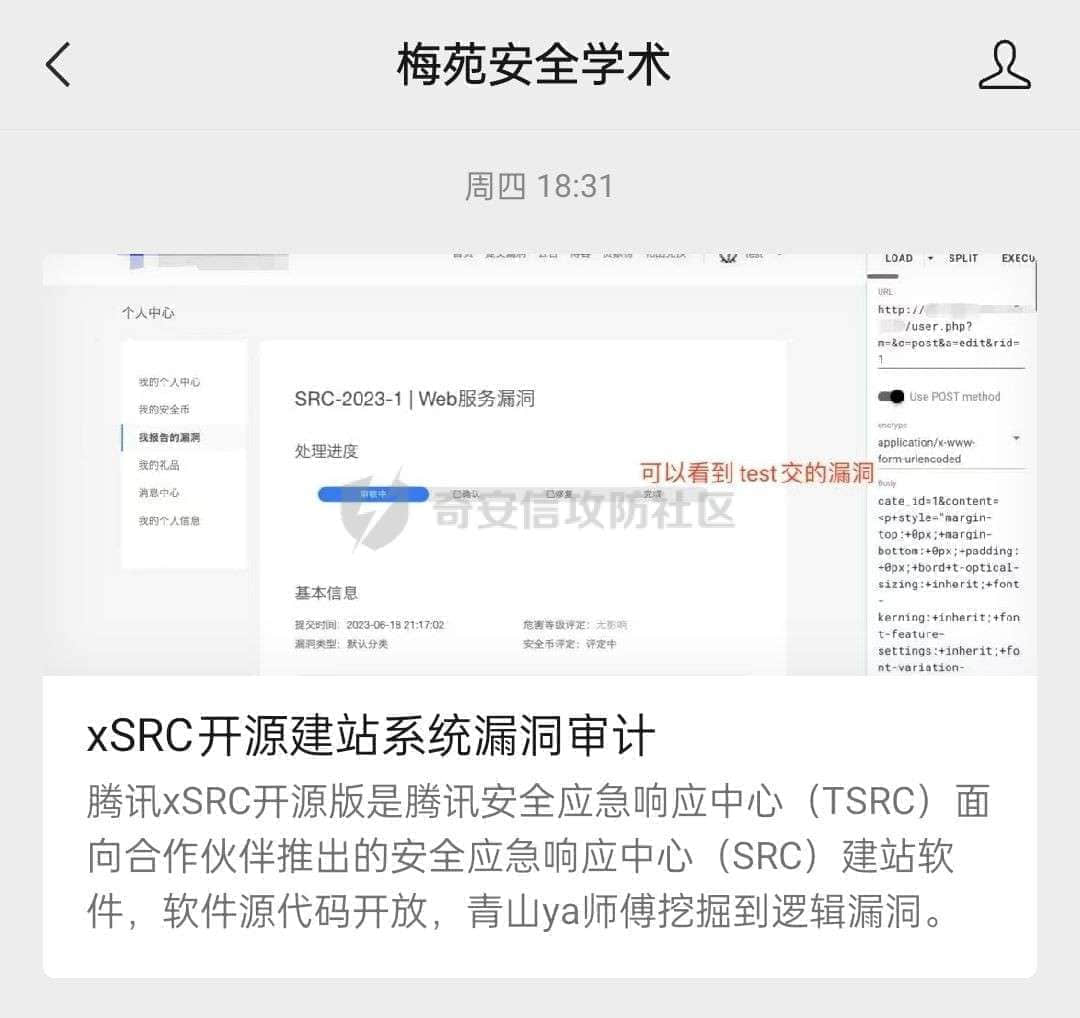 梅苑安全学术
周四 18:31
LOAD SPLIT EXECU
个人中心
URL
http://
/user.php?
m=&c=post&a=edit&rid=
1
我的个人中心
我的安全币
我报告的漏洞
我的礼品
消息中心
我的个人信息
SRC-2023-1 | Web服务漏洞
处理进度
审核中 已确认 已修复 完成
可以看到 test交的漏洞
奇安信攻防社区
基本信息
提交时间: 2023-06-18 21:17:02 危害等级评定: 无影响
漏洞类型: 默认分类 安全币评定: 评定中
Use POST method
enctype
application/x-www-
form-urlencoded
Body
cate_id=1&content=
<p+style="margin-
top:+0px;+margin-
bottom:+0px;+padding:
+0px;+bord+t-optical-
sizing:+inherit;+font
-
kerning:+inherit;+fon
t-feature-
settings:+inherit;+fo
nt-variation-
xSRC开源建站系统漏洞审计
腾讯xSRC开源版是腾讯安全应急响应中心（TSRC）面
向合作伙伴推出的安全应急响应中心（SRC）建站软
件，软件源代码开放，青山ya师傅挖掘到逻辑漏洞。